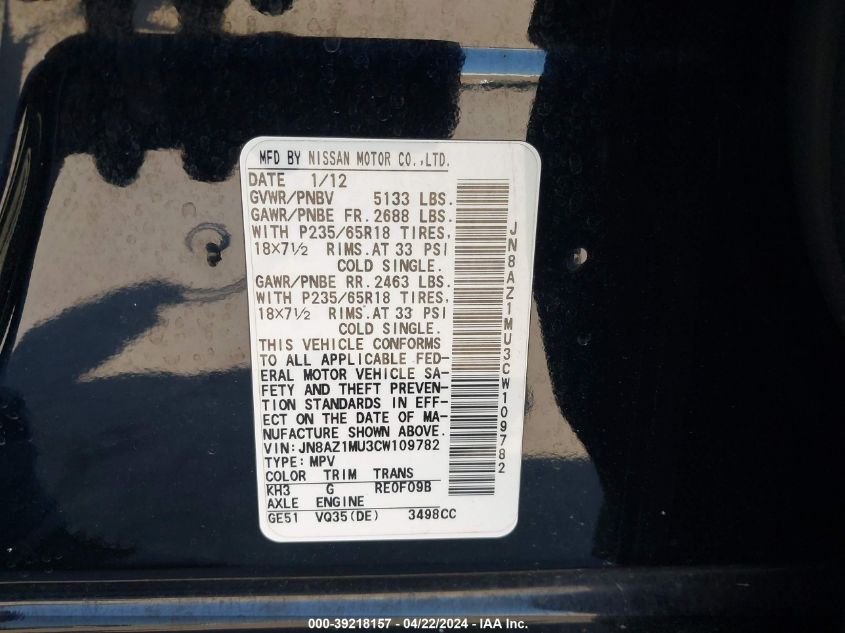 MFD BY NISSAN MOTOR CO.,LTD.
DATE 1/12
GVWR/PNBV 5133 LBS.
GAWR/PNBE FR. 2688 LBS.
WITH P235/65R18 TIRES,
18×7½ RIMS. AT 33 PSI
COLD SINGLE.
GAWR/PNBE RR. 2463 LBS.
WITH P235/65R18 TIRES,
18×7½ RIMS. AT 33 PSI
COLD SINGLE.
THIS VEHICLE CONFORMS
TO ALL APPLICABLE FED-
ERAL MOTOR VEHICLE SA-
FETY AND THEFT PREVEN-
TION STANDARDS IN EFF-
ECT ON THE DATE OF MA-
NUFACTURE SHOWN ABOVE.
VIN: JN8AZ1MU3CW109782
TYPE: MPV
COLOR TRIM TRANS
KH3 G RE0F09B
AXLE ENGINE
GE51 VQ35(DE) 3498CC
JN8AZ1MU3CW109782
000-39218157 - 04/22/2024 - IAA Inc.